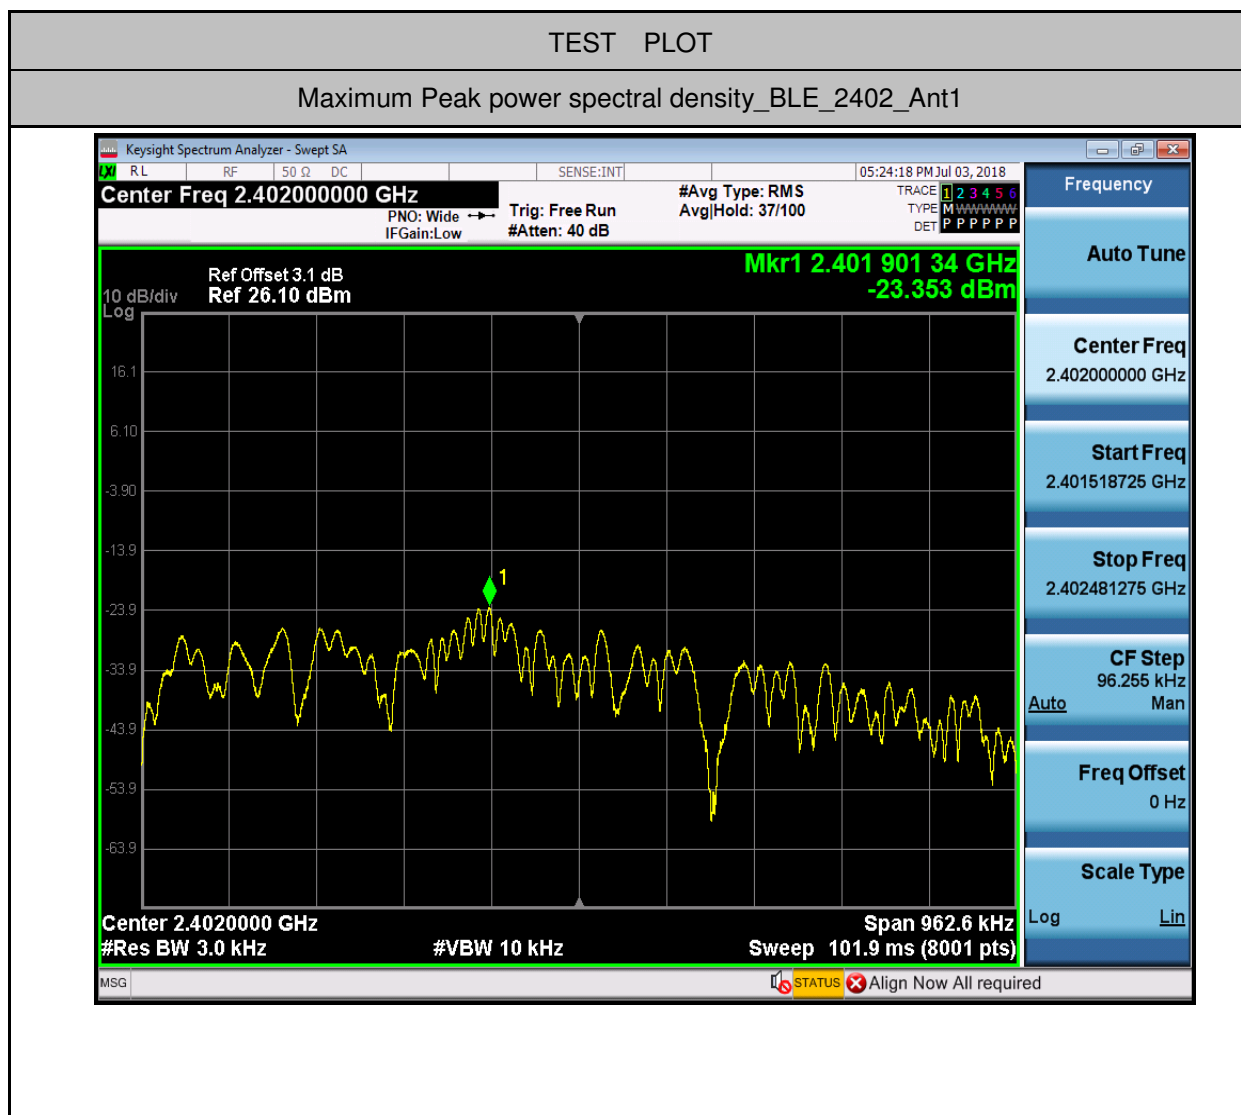 TEST PLOT
Maximum Peak power spectral density_BLE_2402_Ant1
Keysight Spectrum Analyzer - Swept SA
LXI RL RF 50 Ω DC SENSE:INT 05:24:18 PM Jul 03, 2018
Center Freq 2.402000000 GHz
PNO: Wide
IFGain:Low
Trig: Free Run
#Atten: 40 dB
#Avg Type: RMS
Avg|Hold: 37/100
TRACE 1 2 3 4 5 6
TYPE M W W W W W
DET P P P P P P
Ref Offset 3.1 dB
10 dB/div Ref 26.10 dBm
Log
Mkr1 2.401 901 34 GHz
-23.353 dBm
16.1
6.10
-3.90
-13.9
-23.9
-33.9
-43.9
-53.9
-63.9
1
Center 2.4020000 GHz
Span 962.6 kHz
#Res BW 3.0 kHz
#VBW 10 kHz
Sweep 101.9 ms (8001 pts)
Frequency
Auto Tune
Center Freq
2.402000000 GHz
Start Freq
2.401518725 GHz
Stop Freq
2.402481275 GHz
CF Step
96.255 kHz
Auto Man
Freq Offset
0 Hz
Scale Type
Log Lin
MSG
STATUS
Align Now All required